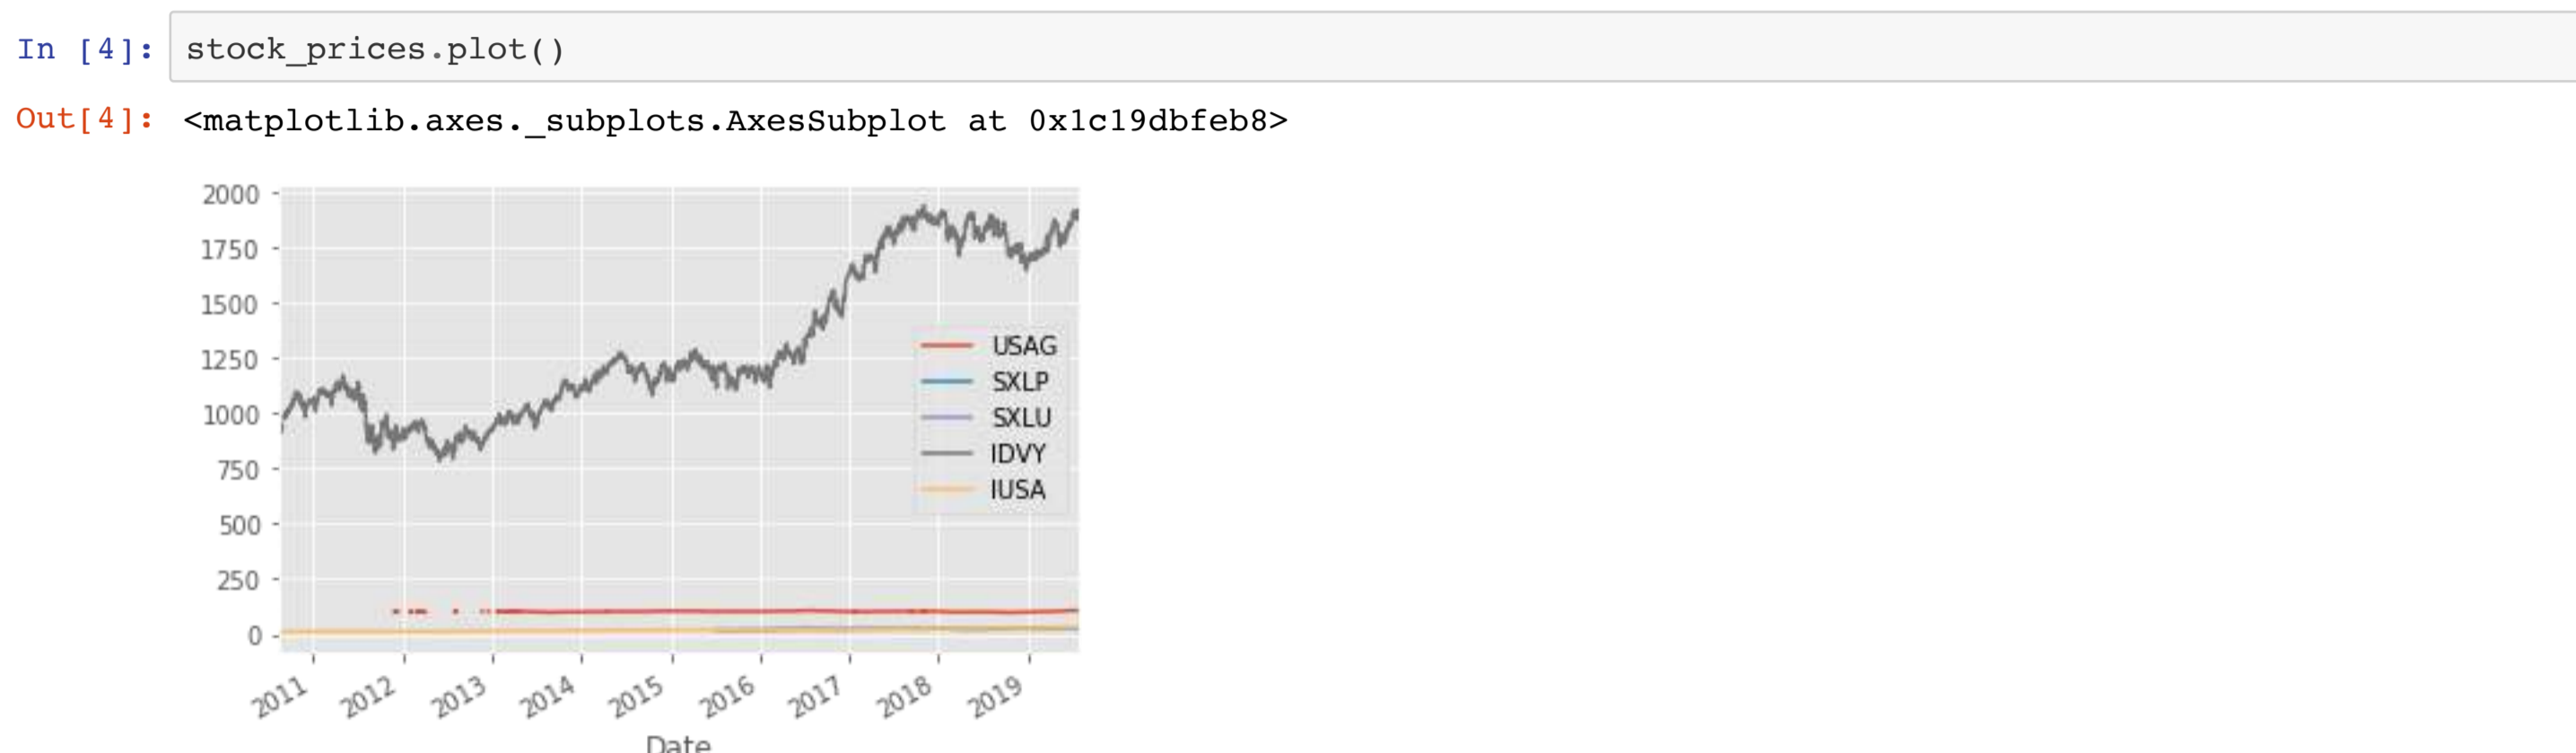 In [4]: stock_prices.plot()
Out[4]: <matplotlib.axes._subplots.AxesSubplot at 0x1c19dbfeb8>
2000
1750
1500
1250
1000
750
500
250
0
USAG
SXLP
SXLU
IDVY
IUSA
2011 2012 2013 2014 2015 2016 2017 2018 2019
Date